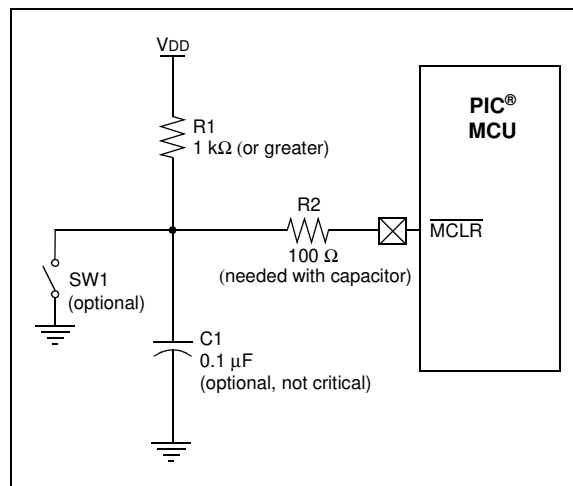 VDD
PIC®
MCU
R1
1 kΩ (or greater)
R2
MCLR
100 Ω
(needed with capacitor)
SW1
(optional)
C1
0.1 μF
(optional, not critical)